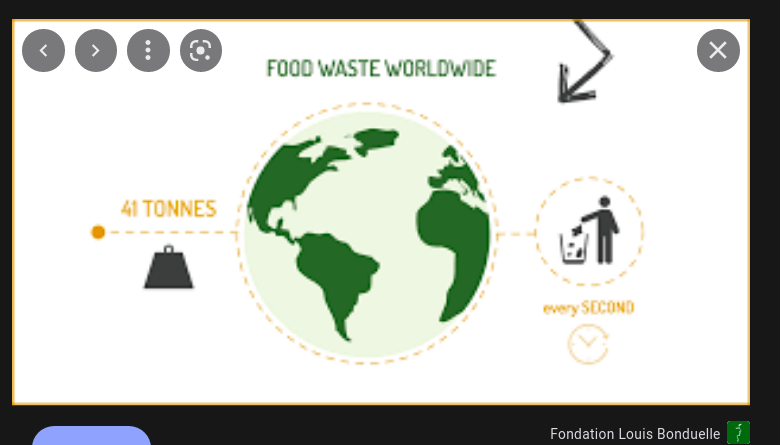 FOOD WASTE WORLDWIDE
41 TONNES
every SECOND
Fondation Louis Bonduelle